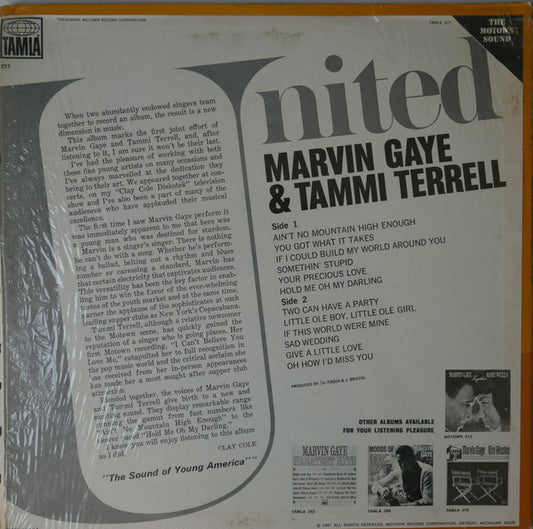 TRADEMARK MOTOWN RECORD CORPORATION
TAMLA 277
THE
MOTOWN
SOUND
TAMLA
277
United
MARVIN GAYE
& TAMMI TERRELL
When two abundantly endowed singers team
together to record an album, the result is a new
dimension in music.
This album marks the first joint effort of
Marvin Gaye and Tammi Terrell, and, after
listening to it, I am sure it won't be their last.
I've had the pleasure of working with both
these fine young artists on many occasions and
I've always marvelled at the dedication they
bring to their art. We appeared together at con-
certs, on my "Clay Cole Diskotek" television
show and I've also been a part of many of the
audiences who have applauded their musical
excellence.
The first time I saw Marvin Gaye perform it
was immediately apparent to me that here was
a young man who was destined for stardom.
Marvin is a singer's singer. There is nothing
he can't do with a song. Whether he's perform-
ing a ballad, belting out a rhythm and blues
number or caressing a standard, Marvin has
that certain electricity that captivates audiences.
This versatility has been the key factor in enabl-
ing him to win the favor of the ever-whelming
tastes of the youth market and at the same time,
garner the applause of the sophisticates at such
leading supper clubs as New York's Copacabana.
Tammi Terrell, although a relative newcomer
to the Motown scene, has quickly gained the
reputation of a singer who is going places. Her
first Motown recording, "I Can't Believe You
Love Me," catapulted her to full recognition in
the pop music world and the critical acclaim she
has received from her in-person appearances
has made her a most sought after supper club
attraction.
Blended together, the voices of Marvin Gaye
and Tammi Terrell give birth to a new and
exciting sound. They display remarkable range
running the gamut from fast numbers like
"Ain't No Mountain High Enough" to the
slower paced "Hold Me Oh My Darling."
I know you will enjoy listening to this album
as I did.
CLAY COLE
"The Sound of Young America"
Side 1
AIN'T NO MOUNTAIN HIGH ENOUGH
YOU GOT WHAT IT TAKES
IF I COULD BUILD MY WORLD AROUND YOU
SOMETHIN' STUPID
YOUR PRECIOUS LOVE
HOLD ME OH MY DARLING
Side 2
TWO CAN HAVE A PARTY
LITTLE OLE BOY, LITTLE OLE GIRL
IF THIS WORLD WERE MINE
SAD WEDDING
GIVE A LITTLE LOVE
OH HOW I'D MISS YOU
PRODUCED BY H. FUQUA & J. BRISTOL
OTHER ALBUMS AVAILABLE
FOR YOUR LISTENING PLEASURE
MARVIN GAYE
Together
MARY WELLS
MOTOWN 613
MARVIN GAYE
GREATEST HITS
TAMLA 252
MOODS OF
GAYE
TAMLA 266
Marvin Gaye
Kim Weston
TAMLA 270
© 1967 ALL RIGHTS RESERVED, MOTOWN RECORD CORPORATION, DETROIT, MICHIGAN 48208